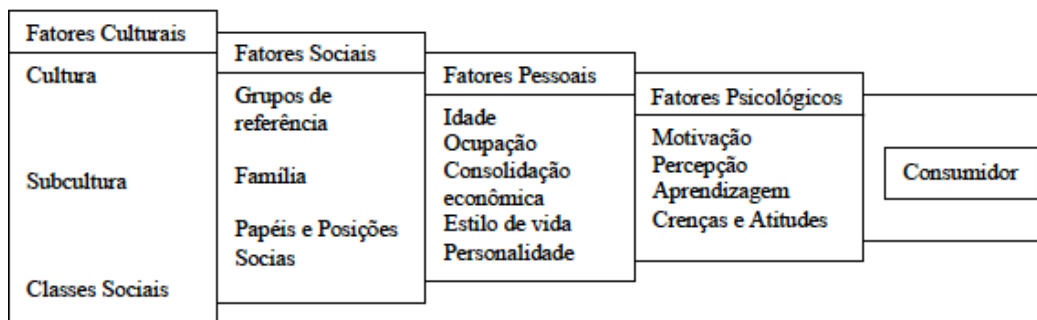 Fatores Culturais
Cultura
Subcultura
Classes Sociais
Fatores Sociais
Grupos de
referência
Família
Papéis e Posições
Socias
Fatores Pessoais
Idade
Ocupação
Consolidação
econômica
Estilo de vida
Personalidade
Fatores Psicológicos
Motivação
Percepção
Aprendizagem
Crenças e Atitudes
Consumidor